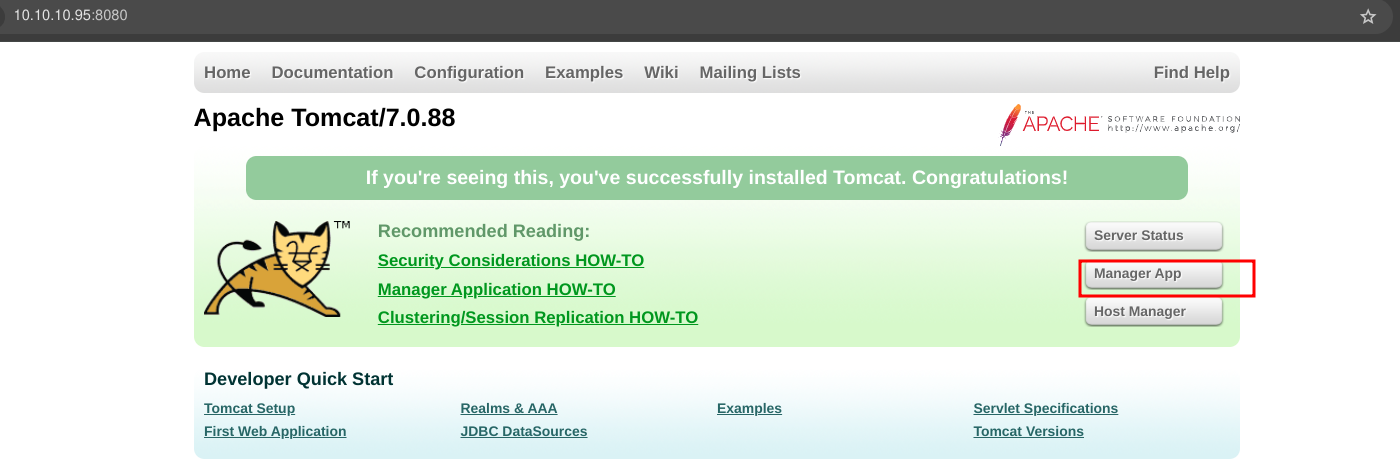 10.10.10.95:8080
Home Documentation Configuration Examples Wiki Mailing Lists Find Help
Apache Tomcat/7.0.88
THE APACHE™ SOFTWARE FOUNDATION
http://www.apache.org/
If you're seeing this, you've successfully installed Tomcat. Congratulations!
TM
Recommended Reading:
Security Considerations HOW-TO
Manager Application HOW-TO
Clustering/Session Replication HOW-TO
Server Status
Manager App
Host Manager
Developer Quick Start
Tomcat Setup Realms & AAA Examples Servlet Specifications
First Web Application JDBC DataSources Tomcat Versions